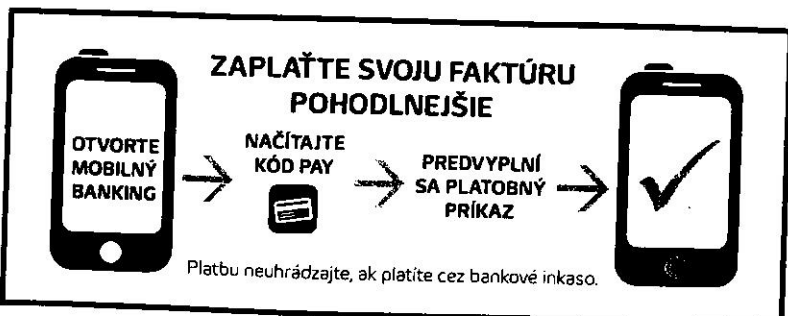 ZAPLAŤTE SVOJU FAKTÚRU
POHODLNEJŠIE
OTVORTE
MOBILNÝ
BANKING
NAČÍTAJTE
KÓD PAY
PREDVYPLNÍ
SA PLATOBNÝ
PRÍKAZ
Platbu neuhrádzajte, ak platíte cez bankové inkaso.